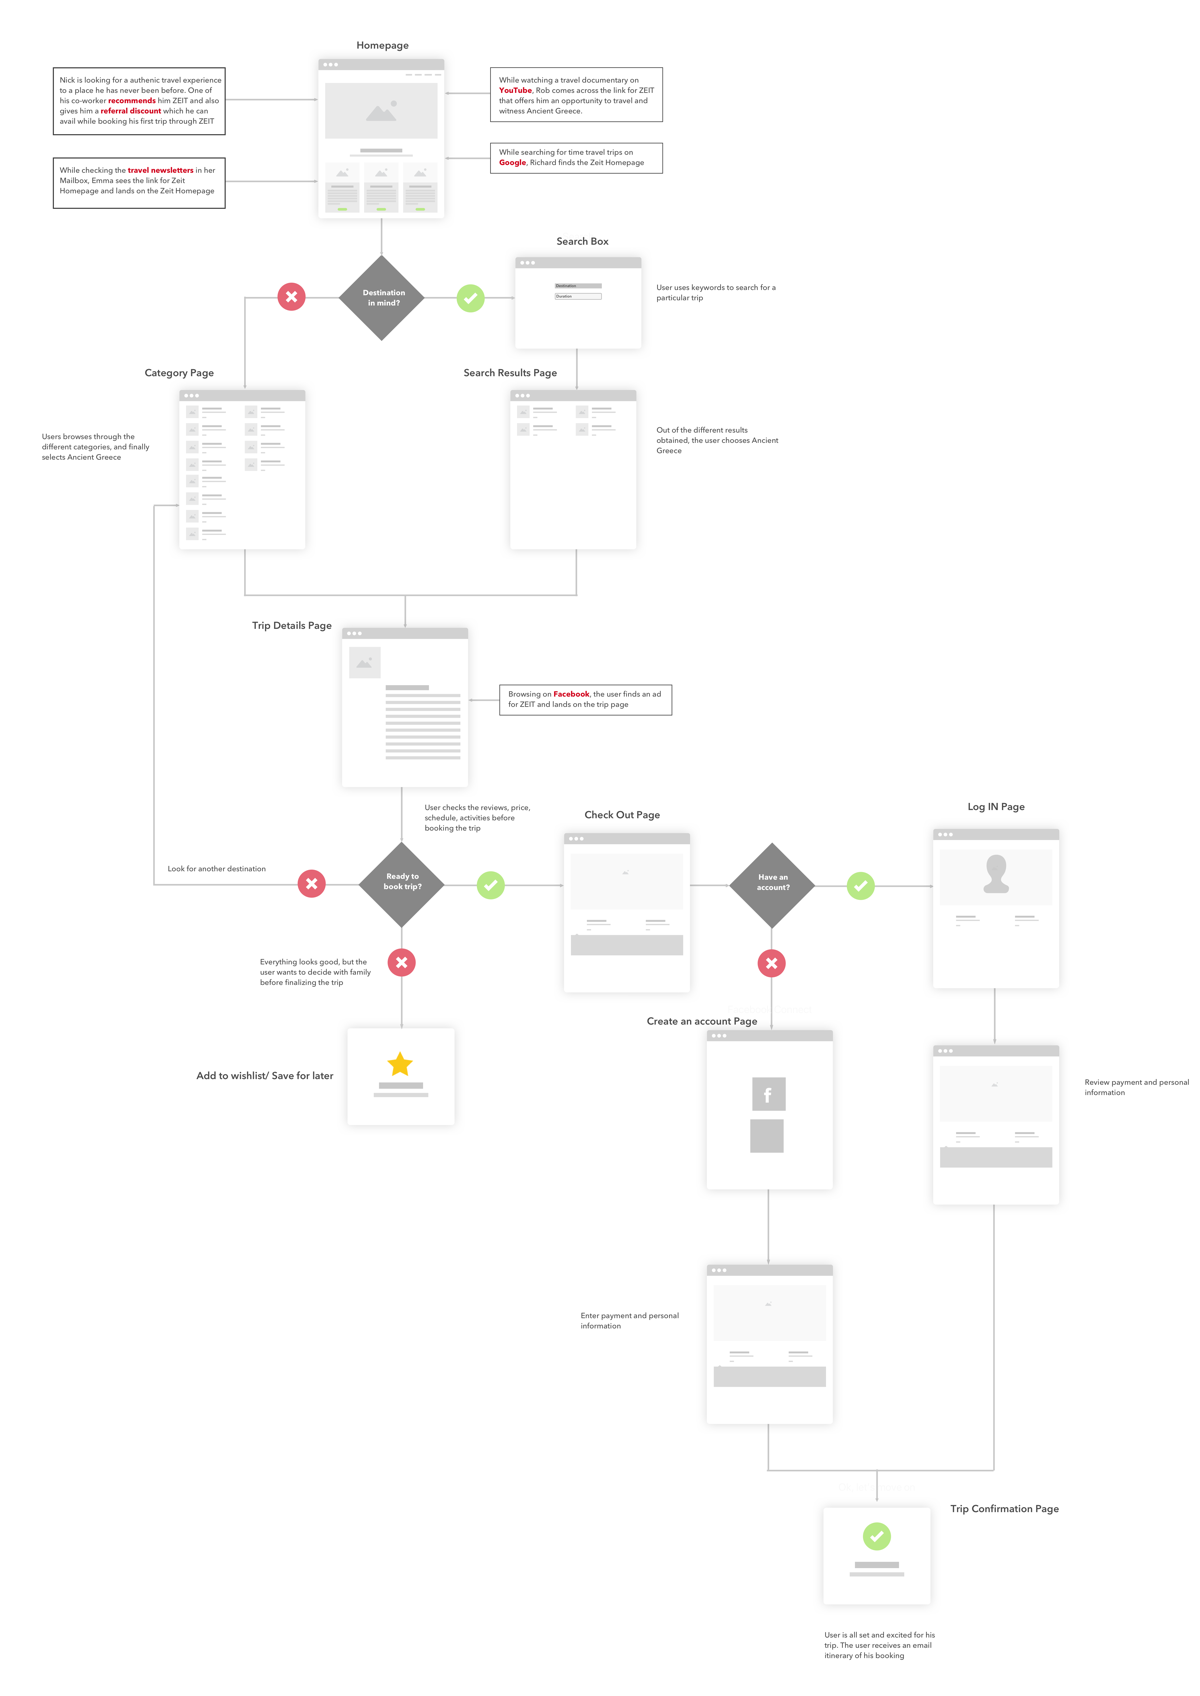 Homepage
Nick is looking for a authenic travel experience
to a place he has never been before. One of
his co-worker recommends him ZEIT and also
gives him a referral discount which he can
avail while booking his first trip through ZEIT
While watching a travel documentary on
YouTube, Rob comes across the link for ZEIT
that offers him an opportunity to travel and
witness Ancient Greece.
While checking the travel newsletters in her
Mailbox, Emma sees the link for Zeit
Homepage and lands on the Zeit Homepage
While searching for time travel trips on
Google, Richard finds the Zeit Homepage
Search Box
Destination
in mind?
Destination
Duration
User uses keywords to search for a
particular trip
Category Page
Search Results Page
Users browses through the
different categories, and finally
selects Ancient Greece
Out of the different results
obtained, the user chooses Ancient
Greece
Trip Details Page
Browsing on Facebook, the user finds an ad
for ZEIT and lands on the trip page
User checks the reviews, price,
schedule, activities before
booking the trip
Check Out Page
Log IN Page
Look for another destination
Ready to
book trip?
Have an
account?
Everything looks good, but the
user wants to decide with family
before finalizing the trip
Create an account Page
Add to wishlist/ Save for later
f
Review payment and personal
information
Enter payment and personal
information
Trip Confirmation Page
User is all set and excited for his
trip. The user receives an email
itinerary of his booking